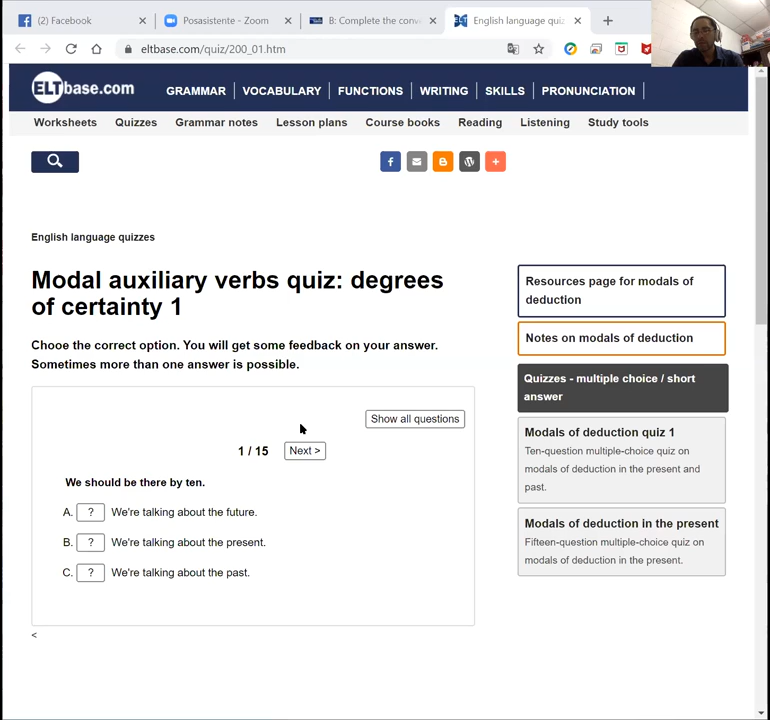 (2) Facebook
Posasistente - Zoom
B: Complete the conv
English language quiz
eltbase.com/quiz/200_01.htm
ELTbase.com
GRAMMAR
VOCABULARY
FUNCTIONS
WRITING
SKILLS
PRONUNCIATION
Worksheets
Quizzes
Grammar notes
Lesson plans
Course books
Reading
Listening
Study tools
English language quizzes
Modal auxiliary verbs quiz: degrees
of certainty 1
Chooe the correct option. You will get some feedback on your answer.
Sometimes more than one answer is possible.
Show all questions
1 / 15
Next >
We should be there by ten.
A. ? We're talking about the future.
B. ? We're talking about the present.
C. ? We're talking about the past.
<
Resources page for modals of
deduction
Notes on modals of deduction
Quizzes - multiple choice / short
answer
Modals of deduction quiz 1
Ten-question multiple-choice quiz on
modals of deduction in the present and
past.
Modals of deduction in the present
Fifteen-question multiple-choice quiz on
modals of deduction in the present.